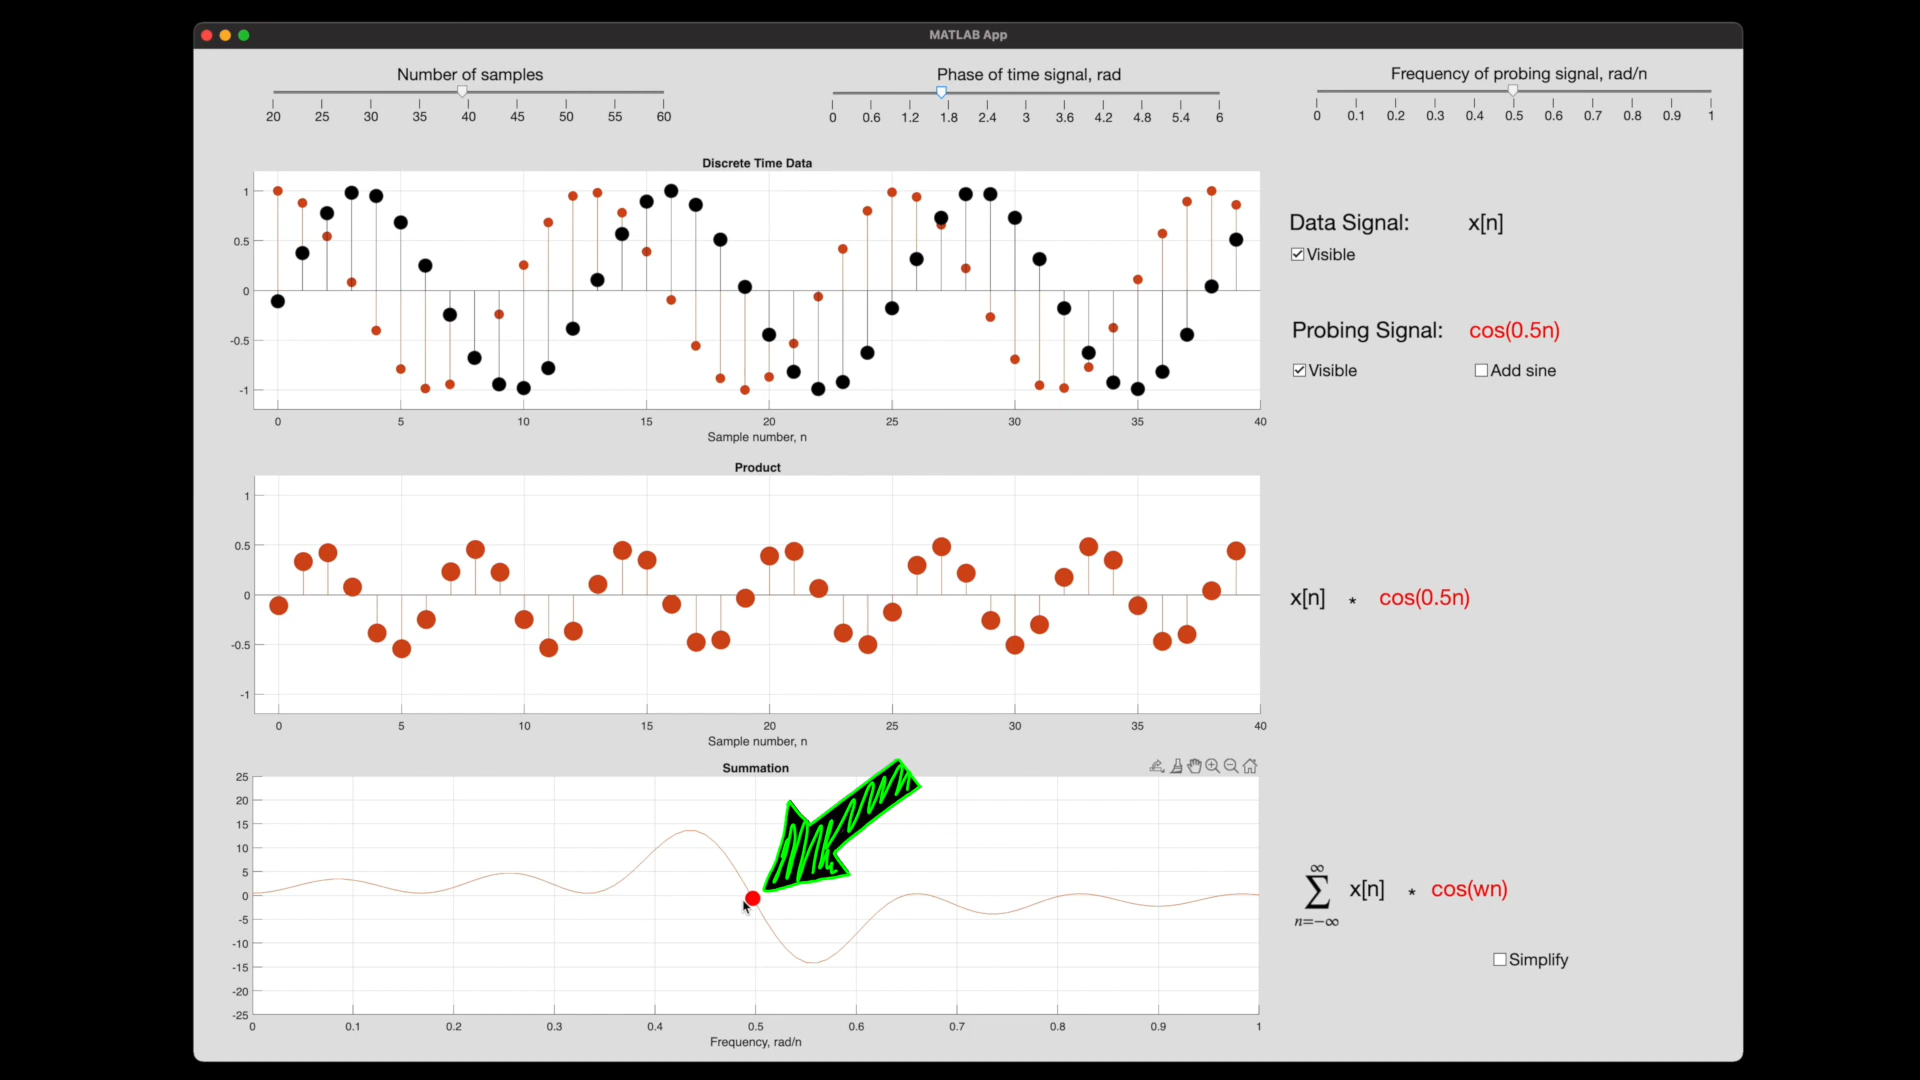 MATLAB App
Number of samples
20 25 30 35 40 45 50 55 60
Phase of time signal, rad
0 0.6 1.2 1.8 2.4 3 3.6 4.2 4.8 5.4 6
Frequency of probing signal, rad/n
0 0.1 0.2 0.3 0.4 0.5 0.6 0.7 0.8 0.9 1
Discrete Time Data
1
0.5
0
-0.5
-1
0 5 10 15 20 25 30 35 40
Sample number, n
Data Signal: x[n]
Visible
Probing Signal: cos(0.5n)
Visible Add sine
Product
1
0.5
0
-0.5
-1
0 5 10 15 20 25 30 35 40
Sample number, n
x[n] * cos(0.5n)
Summation
25
20
15
10
5
0
-5
-10
-15
-20
-25
0 0.1 0.2 0.3 0.4 0.5 0.6 0.7 0.8 0.9 1
Frequency, rad/n
∞
∑ x[n] * cos(wn)
n=−∞
Simplify